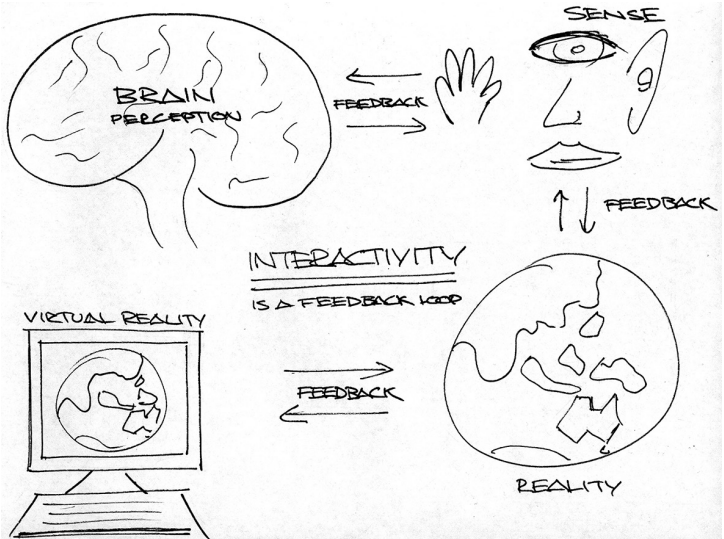 SENSE
BRAIN
PERCEPTION
FEEDBACK
FEEDBACK
INTERACTIVITY
IS A FEEDBACK LOOP
VIRTUAL REALITY
FEEDBACK
REALITY